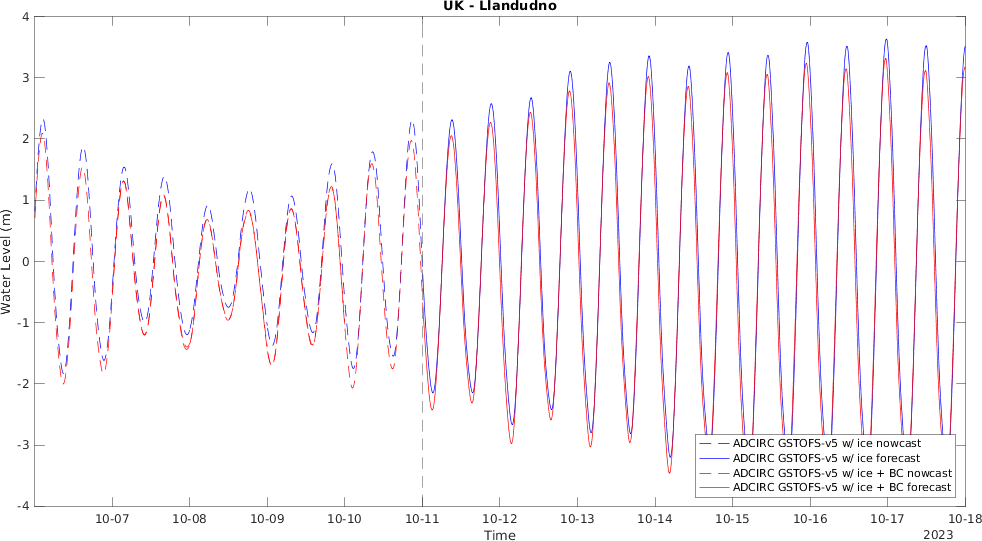 UK - Llandudno
4
3
2
1
0
-1
-2
-3
-4
Water Level (m)
10-07 10-08 10-09 10-10 10-11 10-12 10-13 10-14 10-15 10-16 10-17 10-18
Time
2023
ADCIRC GSTOFS-v5 w/ ice nowcast
ADCIRC GSTOFS-v5 w/ ice forecast
ADCIRC GSTOFS-v5 w/ ice + BC nowcast
ADCIRC GSTOFS-v5 w/ ice + BC forecast